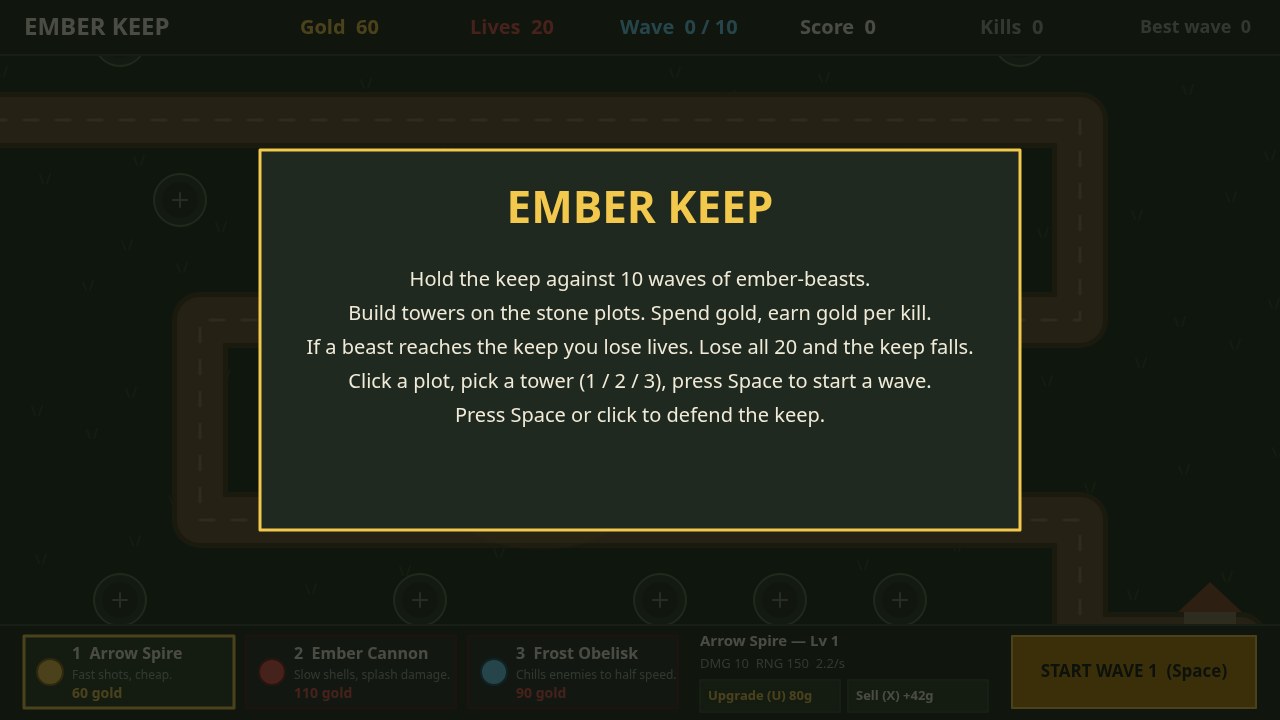 EMBER KEEP Gold 60 Lives 20 Wave 0 / 10 Score 0 Kills 0 Best wave 0
EMBER KEEP
Hold the keep against 10 waves of ember-beasts.
Build towers on the stone plots. Spend gold, earn gold per kill.
If a beast reaches the keep you lose lives. Lose all 20 and the keep falls.
Click a plot, pick a tower (1 / 2 / 3), press Space to start a wave.
Press Space or click to defend the keep.
1 Arrow Spire
Fast shots, cheap.
60 gold
2 Ember Cannon
Slow shells, splash damage.
110 gold
3 Frost Obelisk
Chills enemies to half speed.
90 gold
Arrow Spire — Lv 1
DMG 10 RNG 150 2.2/s
Upgrade (U) 80g
Sell (X) +42g
START WAVE 1 (Space)